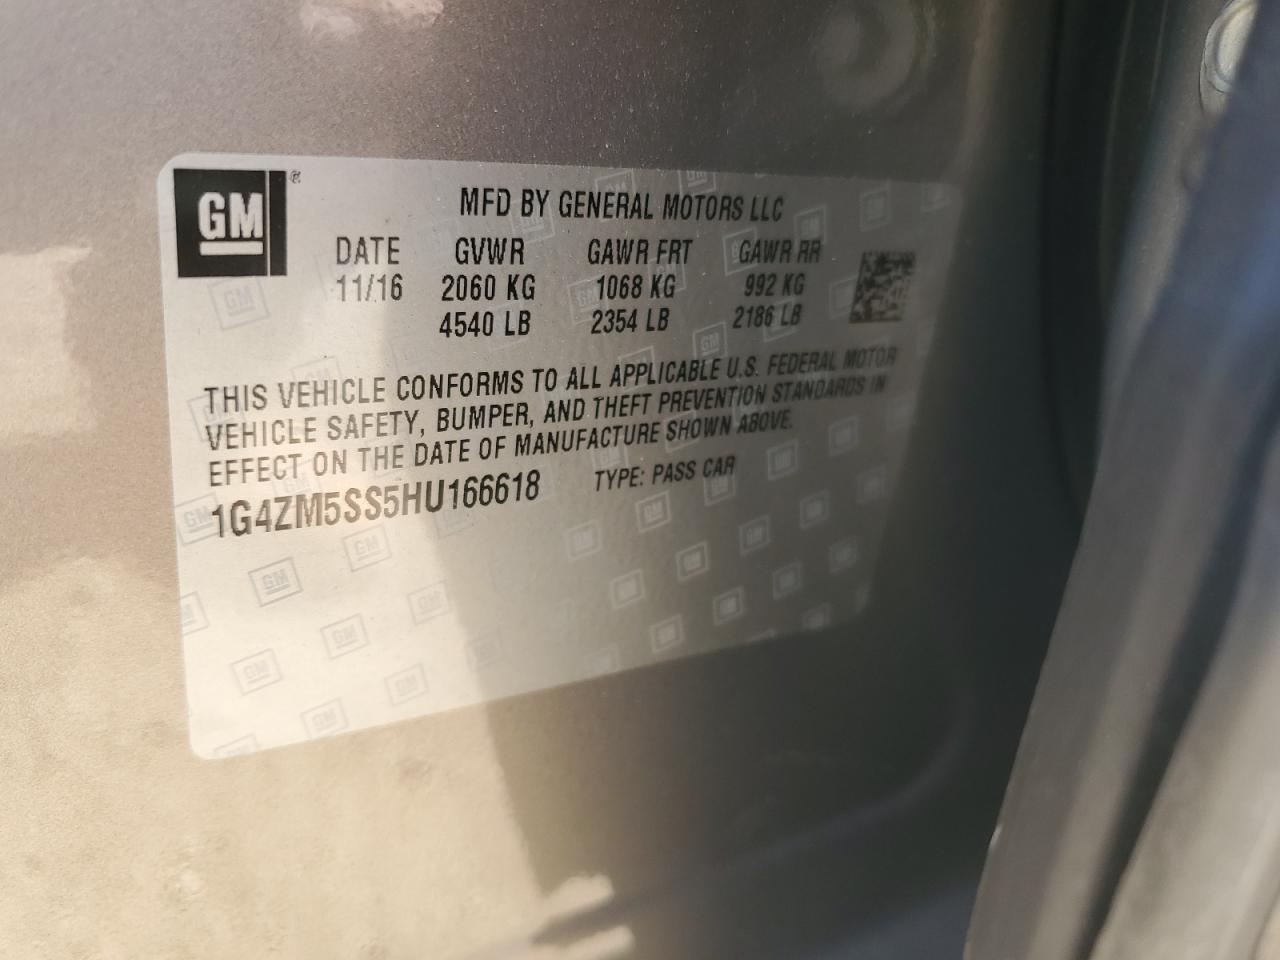 GM ®
MFD BY GENERAL MOTORS LLC
DATE GVWR GAWR FRT GAWR RR
11/16 2060 KG 1068 KG 992 KG
4540 LB 2354 LB 2186 LB
THIS VEHICLE CONFORMS TO ALL APPLICABLE U.S. FEDERAL MOTOR
VEHICLE SAFETY, BUMPER, AND THEFT PREVENTION STANDARDS IN
EFFECT ON THE DATE OF MANUFACTURE SHOWN ABOVE.
1G4ZM5SS5HU166618 TYPE: PASS CAR